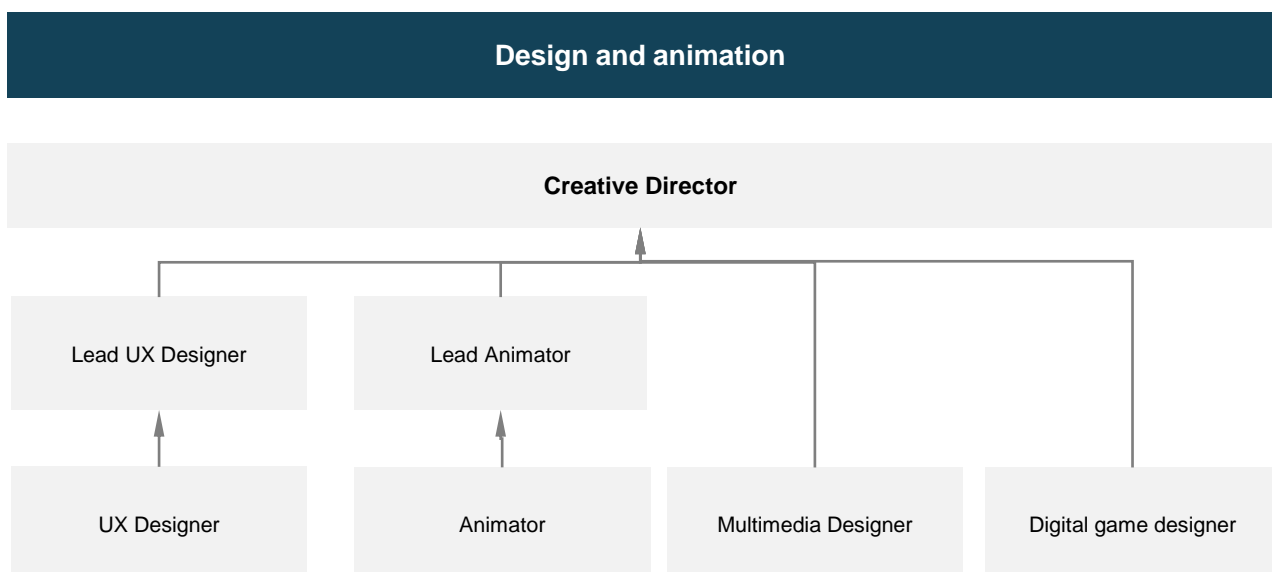 Design and animation
Creative Director
Lead UX Designer
Lead Animator
UX Designer
Animator
Multimedia Designer
Digital game designer